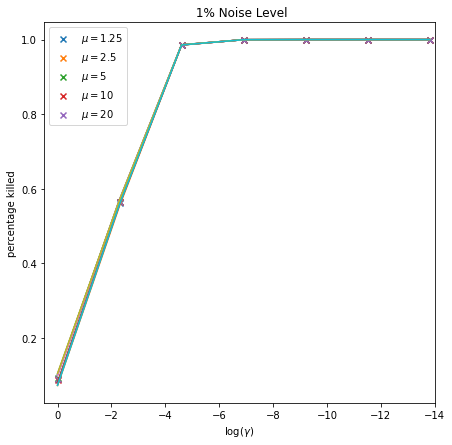 1% Noise Level
μ = 1.25
μ = 2.5
μ = 5
μ = 10
μ = 20
1.0
0.8
0.6
0.4
0.2
percentage killed
0 −2 −4 −6 −8 −10 −12 −14
log(γ)